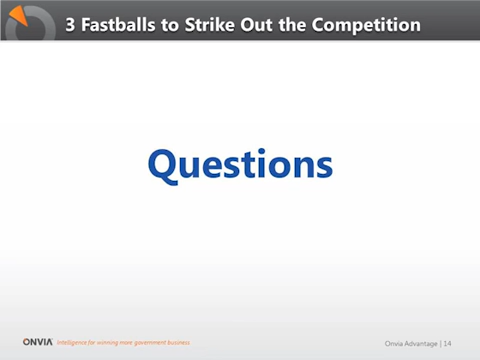 3 Fastballs to Strike Out the Competition
Questions
ONVIA Intelligence for winning more government business
Onvia Advantage | 14